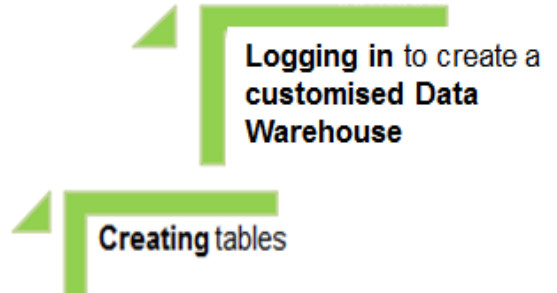 Logging in to create a
customised Data
Warehouse
Creating tables